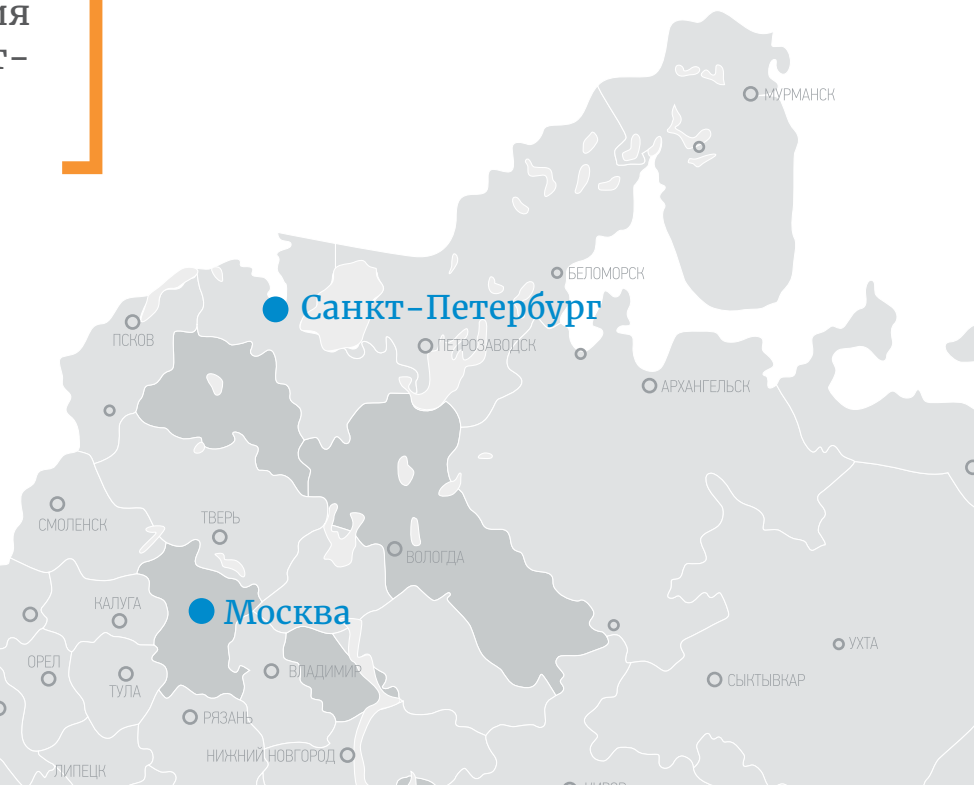 ия
т-
МУРМАНСК
БЕЛОМОРСК
Санкт-Петербург
ПСКОВ
ПЕТРОЗАВОДСК
АРХАНГЕЛЬСК
СМОЛЕНСК
ТВЕРЬ
ВОЛОГДА
КАЛУГА
Москва
УХТА
ОРЕЛ
ВЛАДИМИР
СЫКТЫВКАР
ТУЛА
РЯЗАНЬ
НИЖНИЙ НОВГОРОД
ЛИПЕЦК